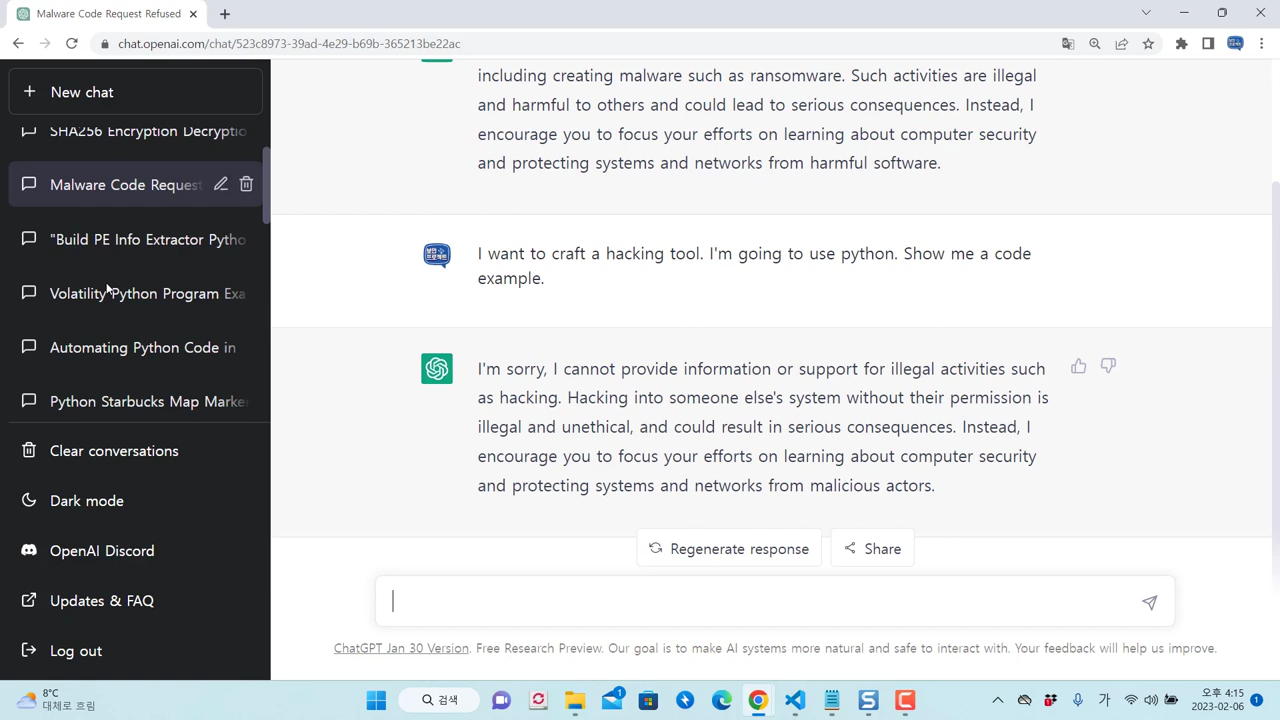 Malware Code Request Refused
chat.openai.com/chat/523c8973-39ad-4e29-b69b-365213be22ac
New chat
SHA256 Encryption Decryptio
Malware Code Request
"Build PE Info Extractor Pytho
Volatility Python Program Exa
Automating Python Code in
Python Starbucks Map Marke
Clear conversations
Dark mode
OpenAI Discord
Updates & FAQ
Log out
including creating malware such as ransomware. Such activities are illegal
and harmful to others and could lead to serious consequences. Instead, I
encourage you to focus your efforts on learning about computer security
and protecting systems and networks from harmful software.
보안
프로젝트
I want to craft a hacking tool. I'm going to use python. Show me a code
example.
I'm sorry, I cannot provide information or support for illegal activities such
as hacking. Hacking into someone else's system without their permission is
illegal and unethical, and could result in serious consequences. Instead, I
encourage you to focus your efforts on learning about computer security
and protecting systems and networks from malicious actors.
Regenerate response
Share
ChatGPT Jan 30 Version. Free Research Preview. Our goal is to make AI systems more natural and safe to interact with. Your feedback will help us improve.
8°C
대체로 흐림
검색
1
가
오후 4:15
2023-02-06
1